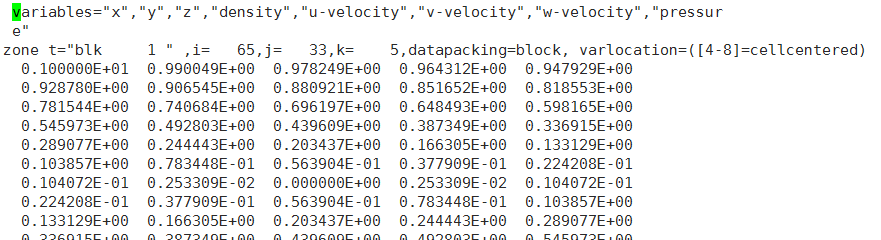 variables="x","y","z","density","u-velocity","v-velocity","w-velocity","pressur
e"
zone t="blk     1 " ,i=   65,j=   33,k=    5,datapacking=block, varlocation=([4-8]=cellcentered)
0.100000E+01  0.990049E+00  0.978249E+00  0.964312E+00  0.947929E+00
0.928780E+00  0.906545E+00  0.880921E+00  0.851652E+00  0.818553E+00
0.781544E+00  0.740684E+00  0.696197E+00  0.648493E+00  0.598165E+00
0.545973E+00  0.492803E+00  0.439609E+00  0.387349E+00  0.336915E+00
0.289077E+00  0.244443E+00  0.203437E+00  0.166305E+00  0.133129E+00
0.103857E+00  0.783448E-01  0.563904E-01  0.377909E-01  0.224208E-01
0.104072E-01  0.253309E-02  0.000000E+00  0.253309E-02  0.104072E-01
0.224208E-01  0.377909E-01  0.563904E-01  0.783448E-01  0.103857E+00
0.133129E+00  0.166305E+00  0.203437E+00  0.244443E+00  0.289077E+00
0.336915E+00  0.387349E+00  0.439609E+00  0.492803E+00  0.545973E+00